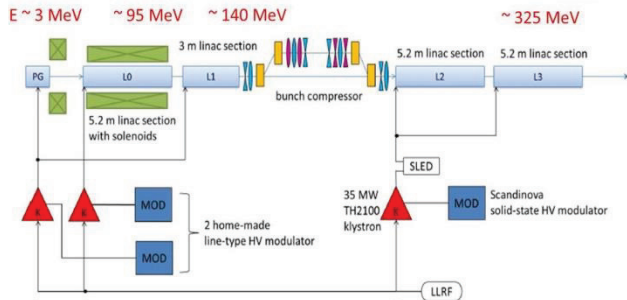 E ~ 3 MeV
~ 95 MeV
~ 140 MeV
~ 325 MeV
3 m linac section
5.2 m linac section
5.2 m linac section
PG
L0
L1
bunch compressor
L2
L3
5.2 m linac section
with solenoids
SLED
K
K
MOD
MOD
2 home-made
line-type HV modulator
35 MW
TH2100
klystron
K
MOD
Scandinova
solid-state HV modulator
LLRF